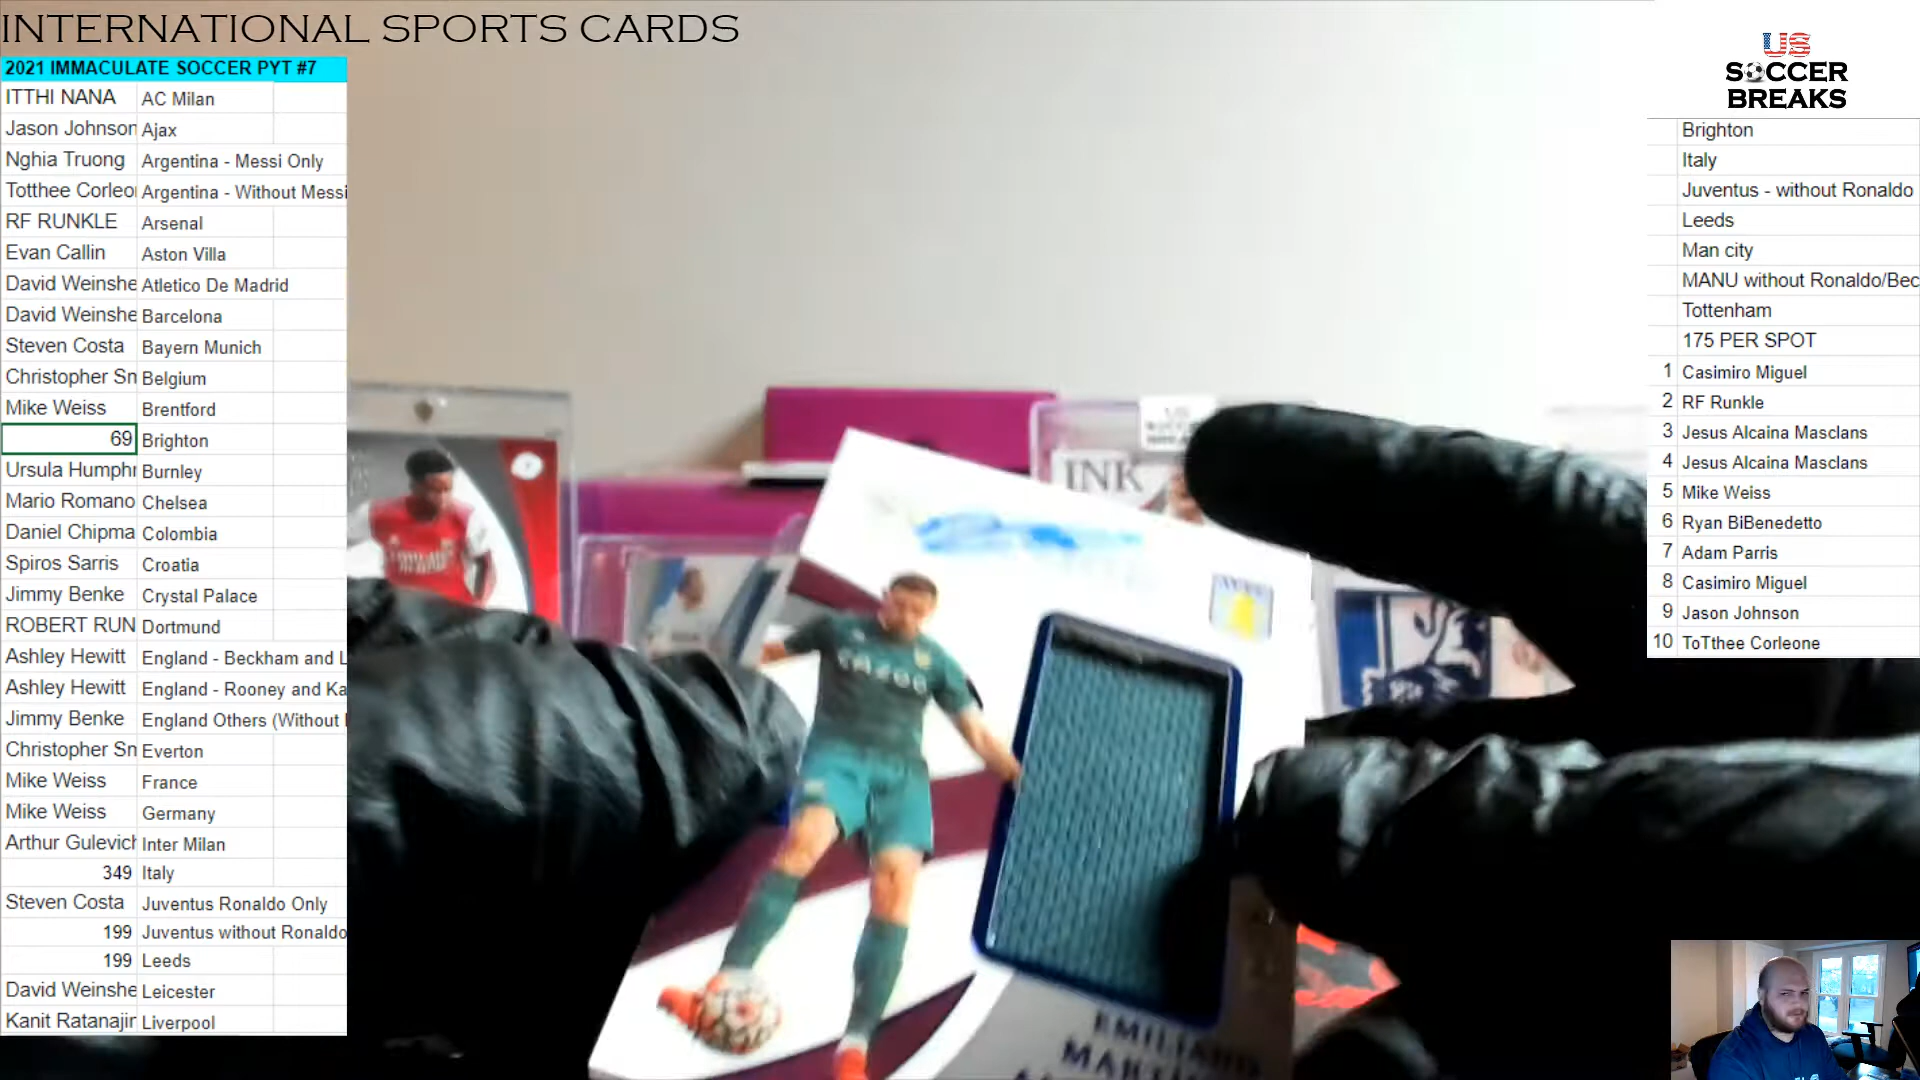 INTERNATIONAL SPORTS CARDS
2021 IMMACULATE SOCCER PYT #7
ITTHI NANA AC Milan
Jason Johnson Ajax
Nghia Truong Argentina - Messi Only
Totthee Corleo Argentina - Without Messi
RF RUNKLE Arsenal
Evan Callin Aston Villa
David Weinshe Atletico De Madrid
David Weinshe Barcelona
Steven Costa Bayern Munich
Christopher Sn Belgium
Mike Weiss Brentford
69 Brighton
Ursula Humphr Burnley
Mario Romano Chelsea
Daniel Chipma Colombia
Spiros Sarris Croatia
Jimmy Benke Crystal Palace
ROBERT RUN Dortmund
Ashley Hewitt England - Beckham and L
Ashley Hewitt England - Rooney and Ka
Jimmy Benke England Others (Without
Christopher Sn Everton
Mike Weiss France
Mike Weiss Germany
Arthur Gulevich Inter Milan
349 Italy
Steven Costa Juventus Ronaldo Only
199 Juventus without Ronaldo
199 Leeds
David Weinshe Leicester
Kanit Ratanajir Liverpool
INK
EMILIANO
US
SOCCER
BREAKS
Brighton
Italy
Juventus - without Ronaldo
Leeds
Man city
MANU without Ronaldo/Bec
Tottenham
175 PER SPOT
1 Casimiro Miguel
2 RF Runkle
3 Jesus Alcaina Masclans
4 Jesus Alcaina Masclans
5 Mike Weiss
6 Ryan BiBenedetto
7 Adam Parris
8 Casimiro Miguel
9 Jason Johnson
10 ToTthee Corleone